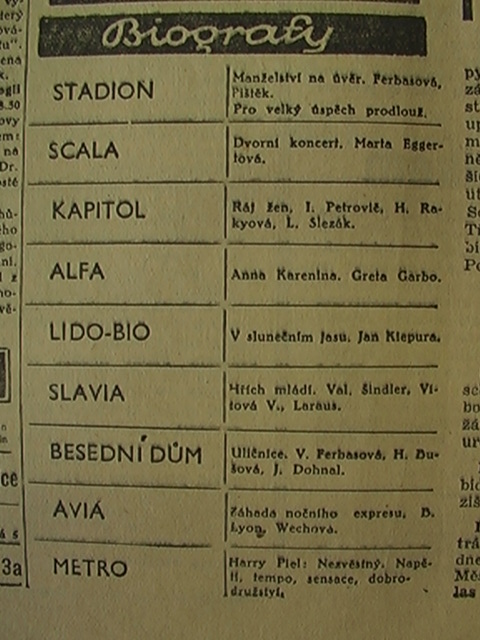 Biografy
STADION
Manželství na úvěr. Ferbasová,
Pištěk.
Pro velký úspěch prodlouž.
SCALA
Dvorní koncert. Marta Egger-
tová.
KAPITOL
Ráj žen, I. Petrovič, H. Ra-
kyová, L. Slezák.
ALFA
Anna Karenina. Greta Garbo.
LIDO-BIO
V slunečním jasu. Jan Kiepura.
SLAVIA
Hřích mládí. Val. Šindler, Ví-
tová V., Laraus.
BESEDNÍ DŮM
Uličnice. V. Ferbasová, H. Bu-
šová, J. Dohnal.
AVIA
Záhada nočního expresu, B.
Lyon, Wechová.
METRO
Harry Piel: Nezvěstný. Napě-
tí, tempo, sensace, dobro-
družství.